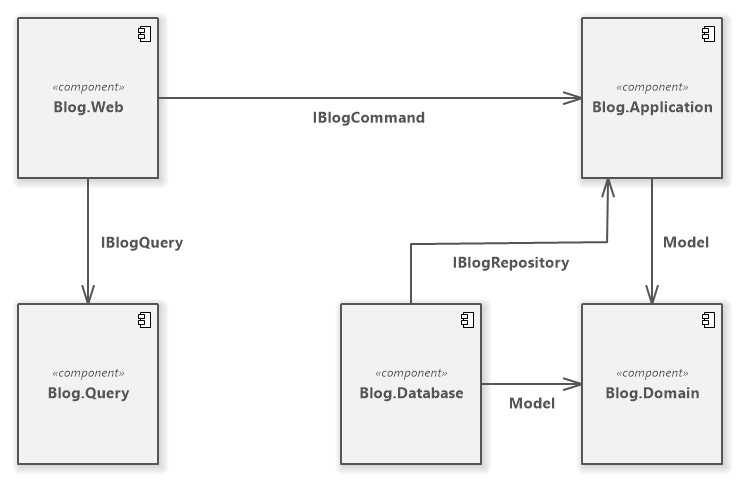 «component»
Blog.Web
«component»
Blog.Application
IBlogCommand
IBlogQuery
Model
IBlogRepository
«component»
Blog.Query
«component»
Blog.Database
«component»
Blog.Domain
Model